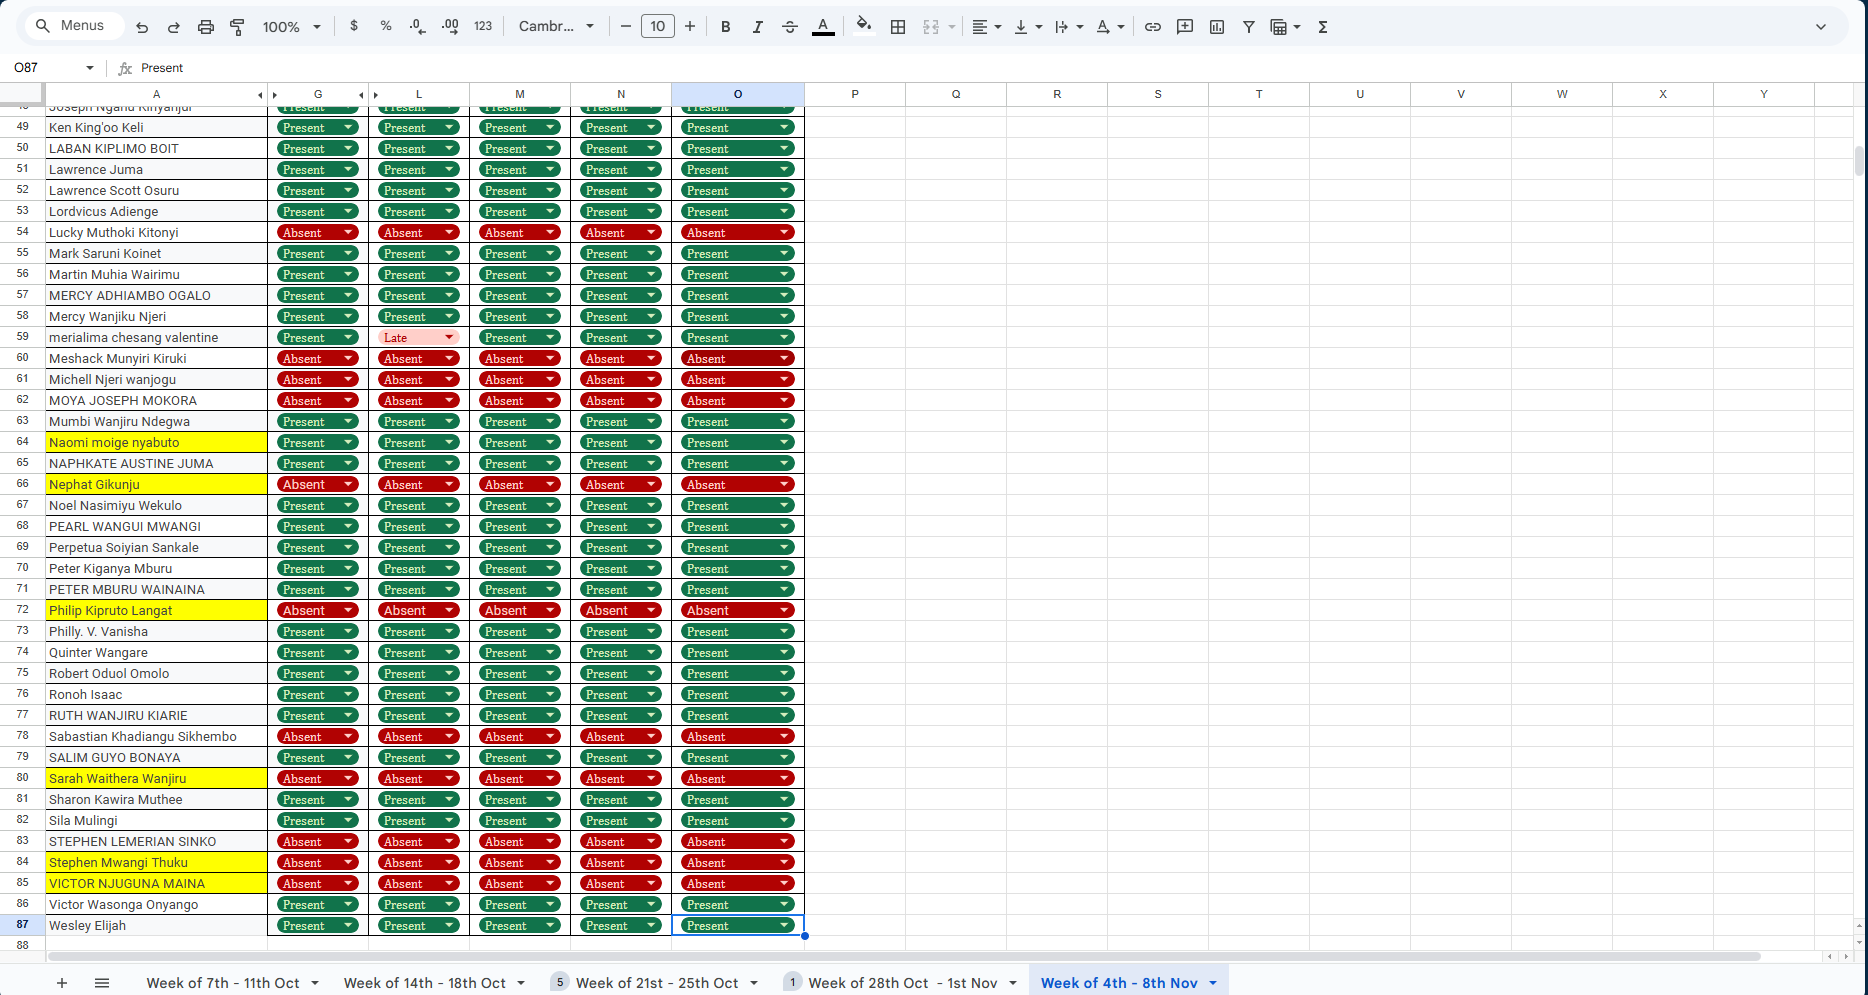 Menus 100% $ % .0 .00 123 Cambr... 10 B I A Σ
O87 fx Present
A G L M N O P Q R S T U V W X Y
Joseph Nganu Kinyanjui Present Present Present Present Present
49 Ken King'oo Keli Present Present Present Present Present
50 LABAN KIPLIMO BOIT Present Present Present Present Present
51 Lawrence Juma Present Present Present Present Present
52 Lawrence Scott Osuru Present Present Present Present Present
53 Lordvicus Adienge Present Present Present Present Present
54 Lucky Muthoki Kitonyi Absent Absent Absent Absent Absent
55 Mark Saruni Koinet Present Present Present Present Present
56 Martin Muhia Wairimu Present Present Present Present Present
57 MERCY ADHIAMBO OGALO Present Present Present Present Present
58 Mercy Wanjiku Njeri Present Present Present Present Present
59 merialima chesang valentine Present Late Present Present Present
60 Meshack Munyiri Kiruki Absent Absent Absent Absent Absent
61 Michell Njeri wanjogu Absent Absent Absent Absent Absent
62 MOYA JOSEPH MOKORA Absent Absent Absent Absent Absent
63 Mumbi Wanjiru Ndegwa Present Present Present Present Present
64 Naomi moige nyabuto Present Present Present Present Present
65 NAPHKATE AUSTINE JUMA Present Present Present Present Present
66 Nephat Gikunju Absent Absent Absent Absent Absent
67 Noel Nasimiyu Wekulo Present Present Present Present Present
68 PEARL WANGUI MWANGI Present Present Present Present Present
69 Perpetua Soiyian Sankale Present Present Present Present Present
70 Peter Kiganya Mburu Present Present Present Present Present
71 PETER MBURU WAINAINA Present Present Present Present Present
72 Philip Kipruto Langat Absent Absent Absent Absent Absent
73 Philly. V. Vanisha Present Present Present Present Present
74 Quinter Wangare Present Present Present Present Present
75 Robert Oduol Omolo Present Present Present Present Present
76 Ronoh Isaac Present Present Present Present Present
77 RUTH WANJIRU KIARIE Present Present Present Present Present
78 Sabastian Khadiangu Sikhembo Absent Absent Absent Absent Absent
79 SALIM GUYO BONAYA Present Present Present Present Present
80 Sarah Waithera Wanjiru Absent Absent Absent Absent Absent
81 Sharon Kawira Muthee Present Present Present Present Present
82 Sila Mulingi Present Present Present Present Present
83 STEPHEN LEMERIAN SINKO Absent Absent Absent Absent Absent
84 Stephen Mwangi Thuku Absent Absent Absent Absent Absent
85 VICTOR NJUGUNA MAINA Absent Absent Absent Absent Absent
86 Victor Wasonga Onyango Present Present Present Present Present
87 Wesley Elijah Present Present Present Present Present
88
Week of 7th - 11th Oct Week of 14th - 18th Oct 5 Week of 21st - 25th Oct 1 Week of 28th Oct - 1st Nov Week of 4th - 8th Nov